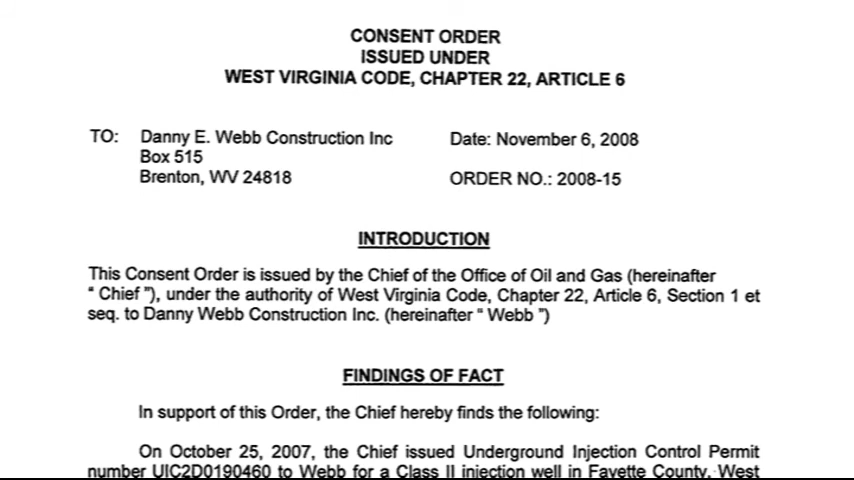 CONSENT ORDER
ISSUED UNDER
WEST VIRGINIA CODE, CHAPTER 22, ARTICLE 6
TO: Danny E. Webb Construction Inc Date: November 6, 2008
Box 515
Brenton, WV 24818 ORDER NO.: 2008-15
INTRODUCTION
This Consent Order is issued by the Chief of the Office of Oil and Gas (hereinafter
“ Chief ”), under the authority of West Virginia Code, Chapter 22, Article 6, Section 1 et
seq. to Danny Webb Construction Inc. (hereinafter “ Webb ”)
FINDINGS OF FACT
In support of this Order, the Chief hereby finds the following:
On October 25, 2007, the Chief issued Underground Injection Control Permit
number UIC2D0190460 to Webb for a Class II injection well in Fayette County, West